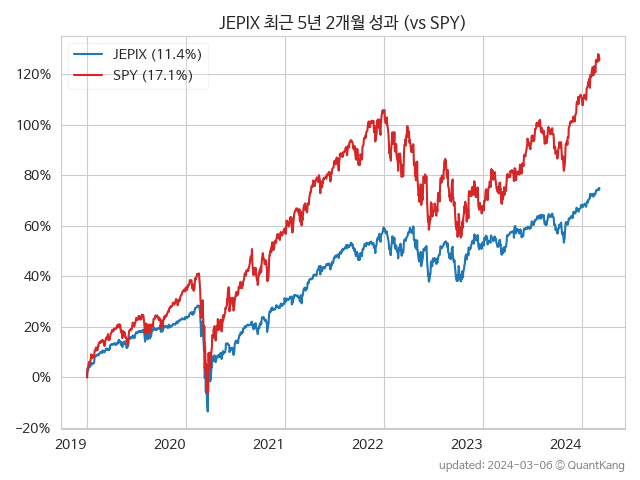 JEPIX 최근 5년 2개월 성과 (vs SPY)
JEPIX (11.4%)
SPY (17.1%)
120%
100%
80%
60%
40%
20%
0%
−20%
2019 2020 2021 2022 2023 2024
updated: 2024-03-06 © QuantKang